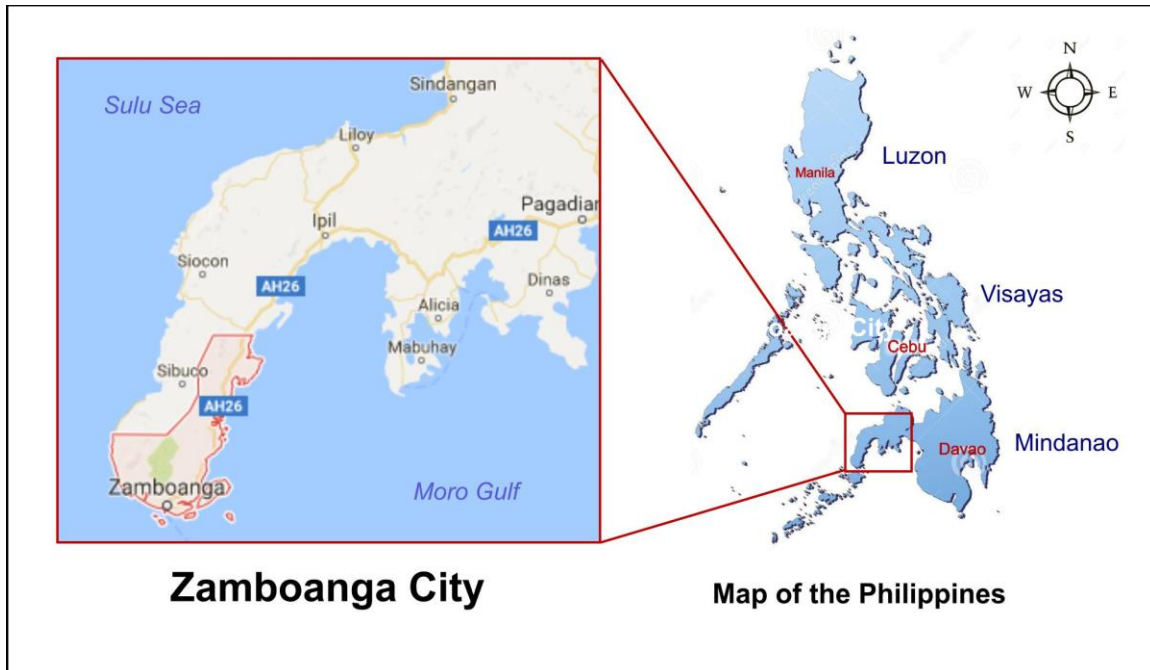 Sulu Sea
Sindangan
Liloy
Ipil
Pagadian
AH26
Siocon
AH26
Dinas
Alicia
Mabuhay
Sibuco
AH26
Zamboanga
Moro Gulf
Zamboanga City
N
W E
S
Luzon
Manila
Visayas
City
Cebu
Mindanao
Davao
Map of the Philippines